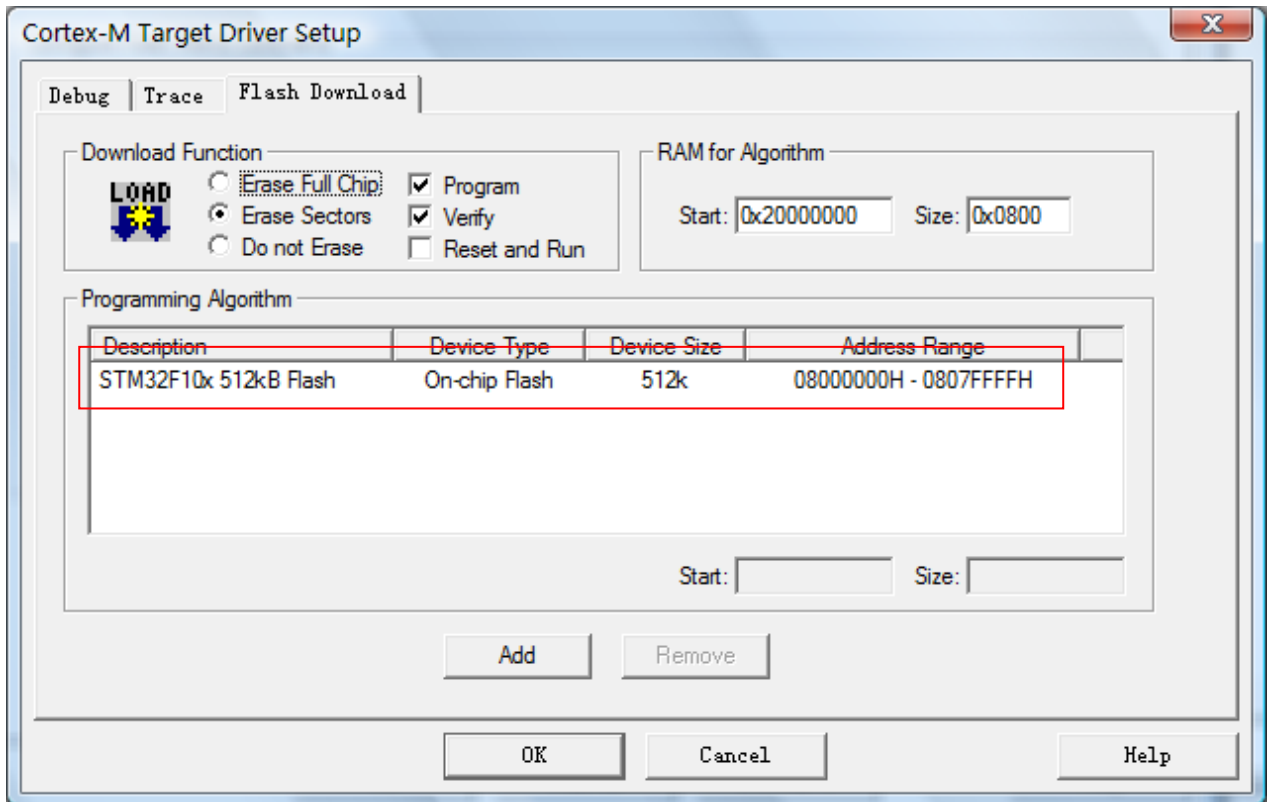 Cortex-M Target Driver Setup
Debug Trace Flash Download
Download Function
LOAD
Erase Full Chip
Erase Sectors
Do not Erase
Program
Verify
Reset and Run
RAM for Algorithm
Start: 0x20000000 Size: 0x0800
Programming Algorithm
Description Device Type Device Size Address Range
STM32F10x 512kB Flash On-chip Flash 512k 08000000H - 0807FFFFH
Start: Size:
Add Remove
OK Cancel Help